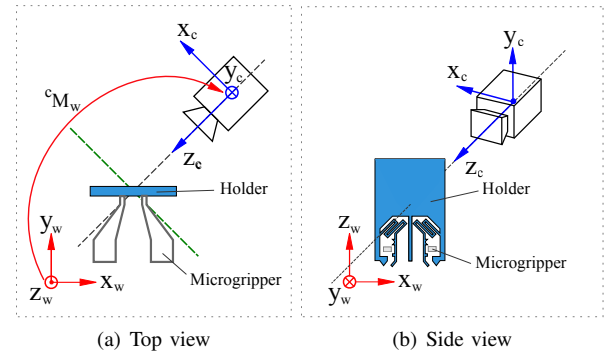 x_c
y_c
^cM_w
z_c
Holder
y_w
Microgripper
x_w
z_w
(a) Top view
y_c
x_c
z_c
Holder
z_w
Microgripper
x_w
y_w
(b) Side view